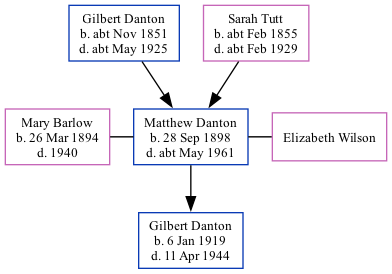 Gilbert Danton
b. abt Nov 1851
d. abt May 1925
Sarah Tutt
b. abt Feb 1855
d. abt Feb 1929
Mary Barlow
b. 26 Mar 1894
d. 1940
Matthew Danton
b. 28 Sep 1898
d. abt May 1961
Elizabeth Wilson
Gilbert Danton
b. 6 Jan 1919
d. 11 Apr 1944